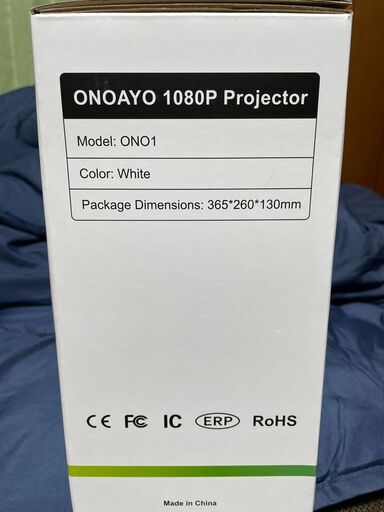 ONOAYO 1080P Projector
Model: ONO1
Color: White
Package Dimensions: 365*260*130mm
CE FC IC ERP RoHS
Made in China